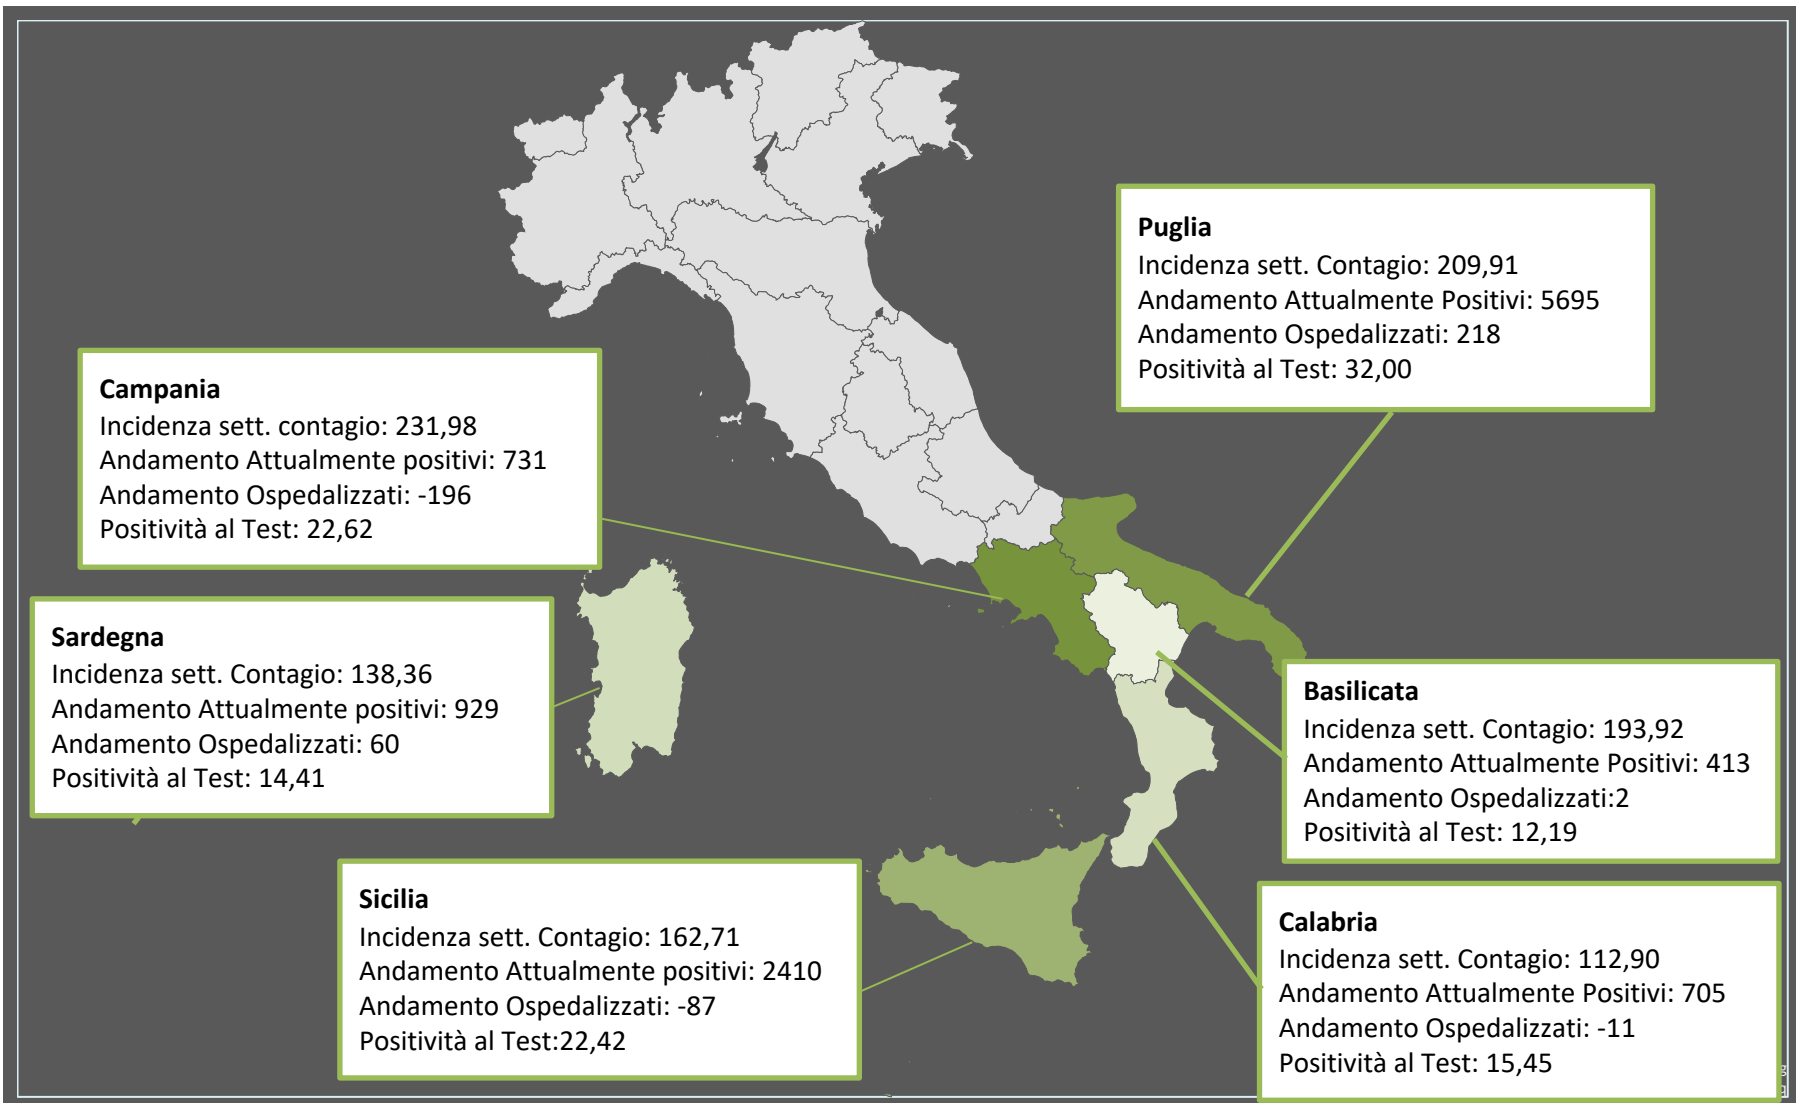 Puglia
Incidenza sett. Contagio: 209,91
Andamento Attualmente Positivi: 5695
Andamento Ospedalizzati: 218
Positività al Test: 32,00
Campania
Incidenza sett. contagio: 231,98
Andamento Attualmente positivi: 731
Andamento Ospedalizzati: -196
Positività al Test: 22,62
Sardegna
Incidenza sett. Contagio: 138,36
Andamento Attualmente positivi: 929
Andamento Ospedalizzati: 60
Positività al Test: 14,41
Basilicata
Incidenza sett. Contagio: 193,92
Andamento Attualmente Positivi: 413
Andamento Ospedalizzati:2
Positività al Test: 12,19
Sicilia
Incidenza sett. Contagio: 162,71
Andamento Attualmente positivi: 2410
Andamento Ospedalizzati: -87
Positività al Test:22,42
Calabria
Incidenza sett. Contagio: 112,90
Andamento Attualmente Positivi: 705
Andamento Ospedalizzati: -11
Positività al Test: 15,45